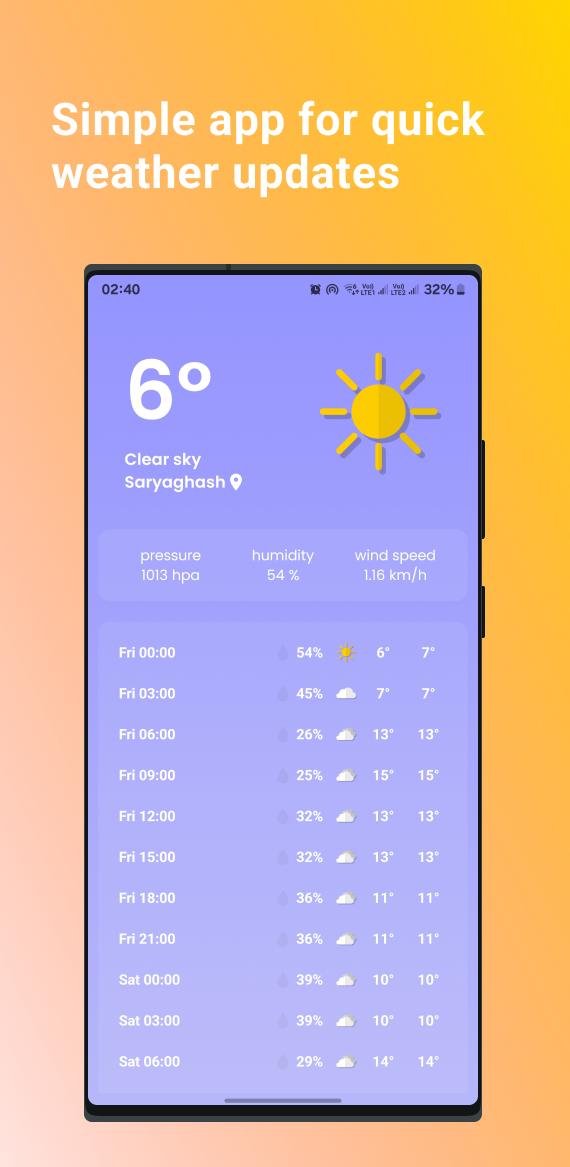 Simple app for quick
weather updates
02:40 32%
6°
Clear sky
Saryaghash
pressure humidity wind speed
1013 hpa 54 % 1.16 km/h
Fri 00:00 54% 6° 7°
Fri 03:00 45% 7° 7°
Fri 06:00 26% 13° 13°
Fri 09:00 25% 15° 15°
Fri 12:00 32% 13° 13°
Fri 15:00 32% 13° 13°
Fri 18:00 36% 11° 11°
Fri 21:00 36% 11° 11°
Sat 00:00 39% 10° 10°
Sat 03:00 39% 10° 10°
Sat 06:00 29% 14° 14°